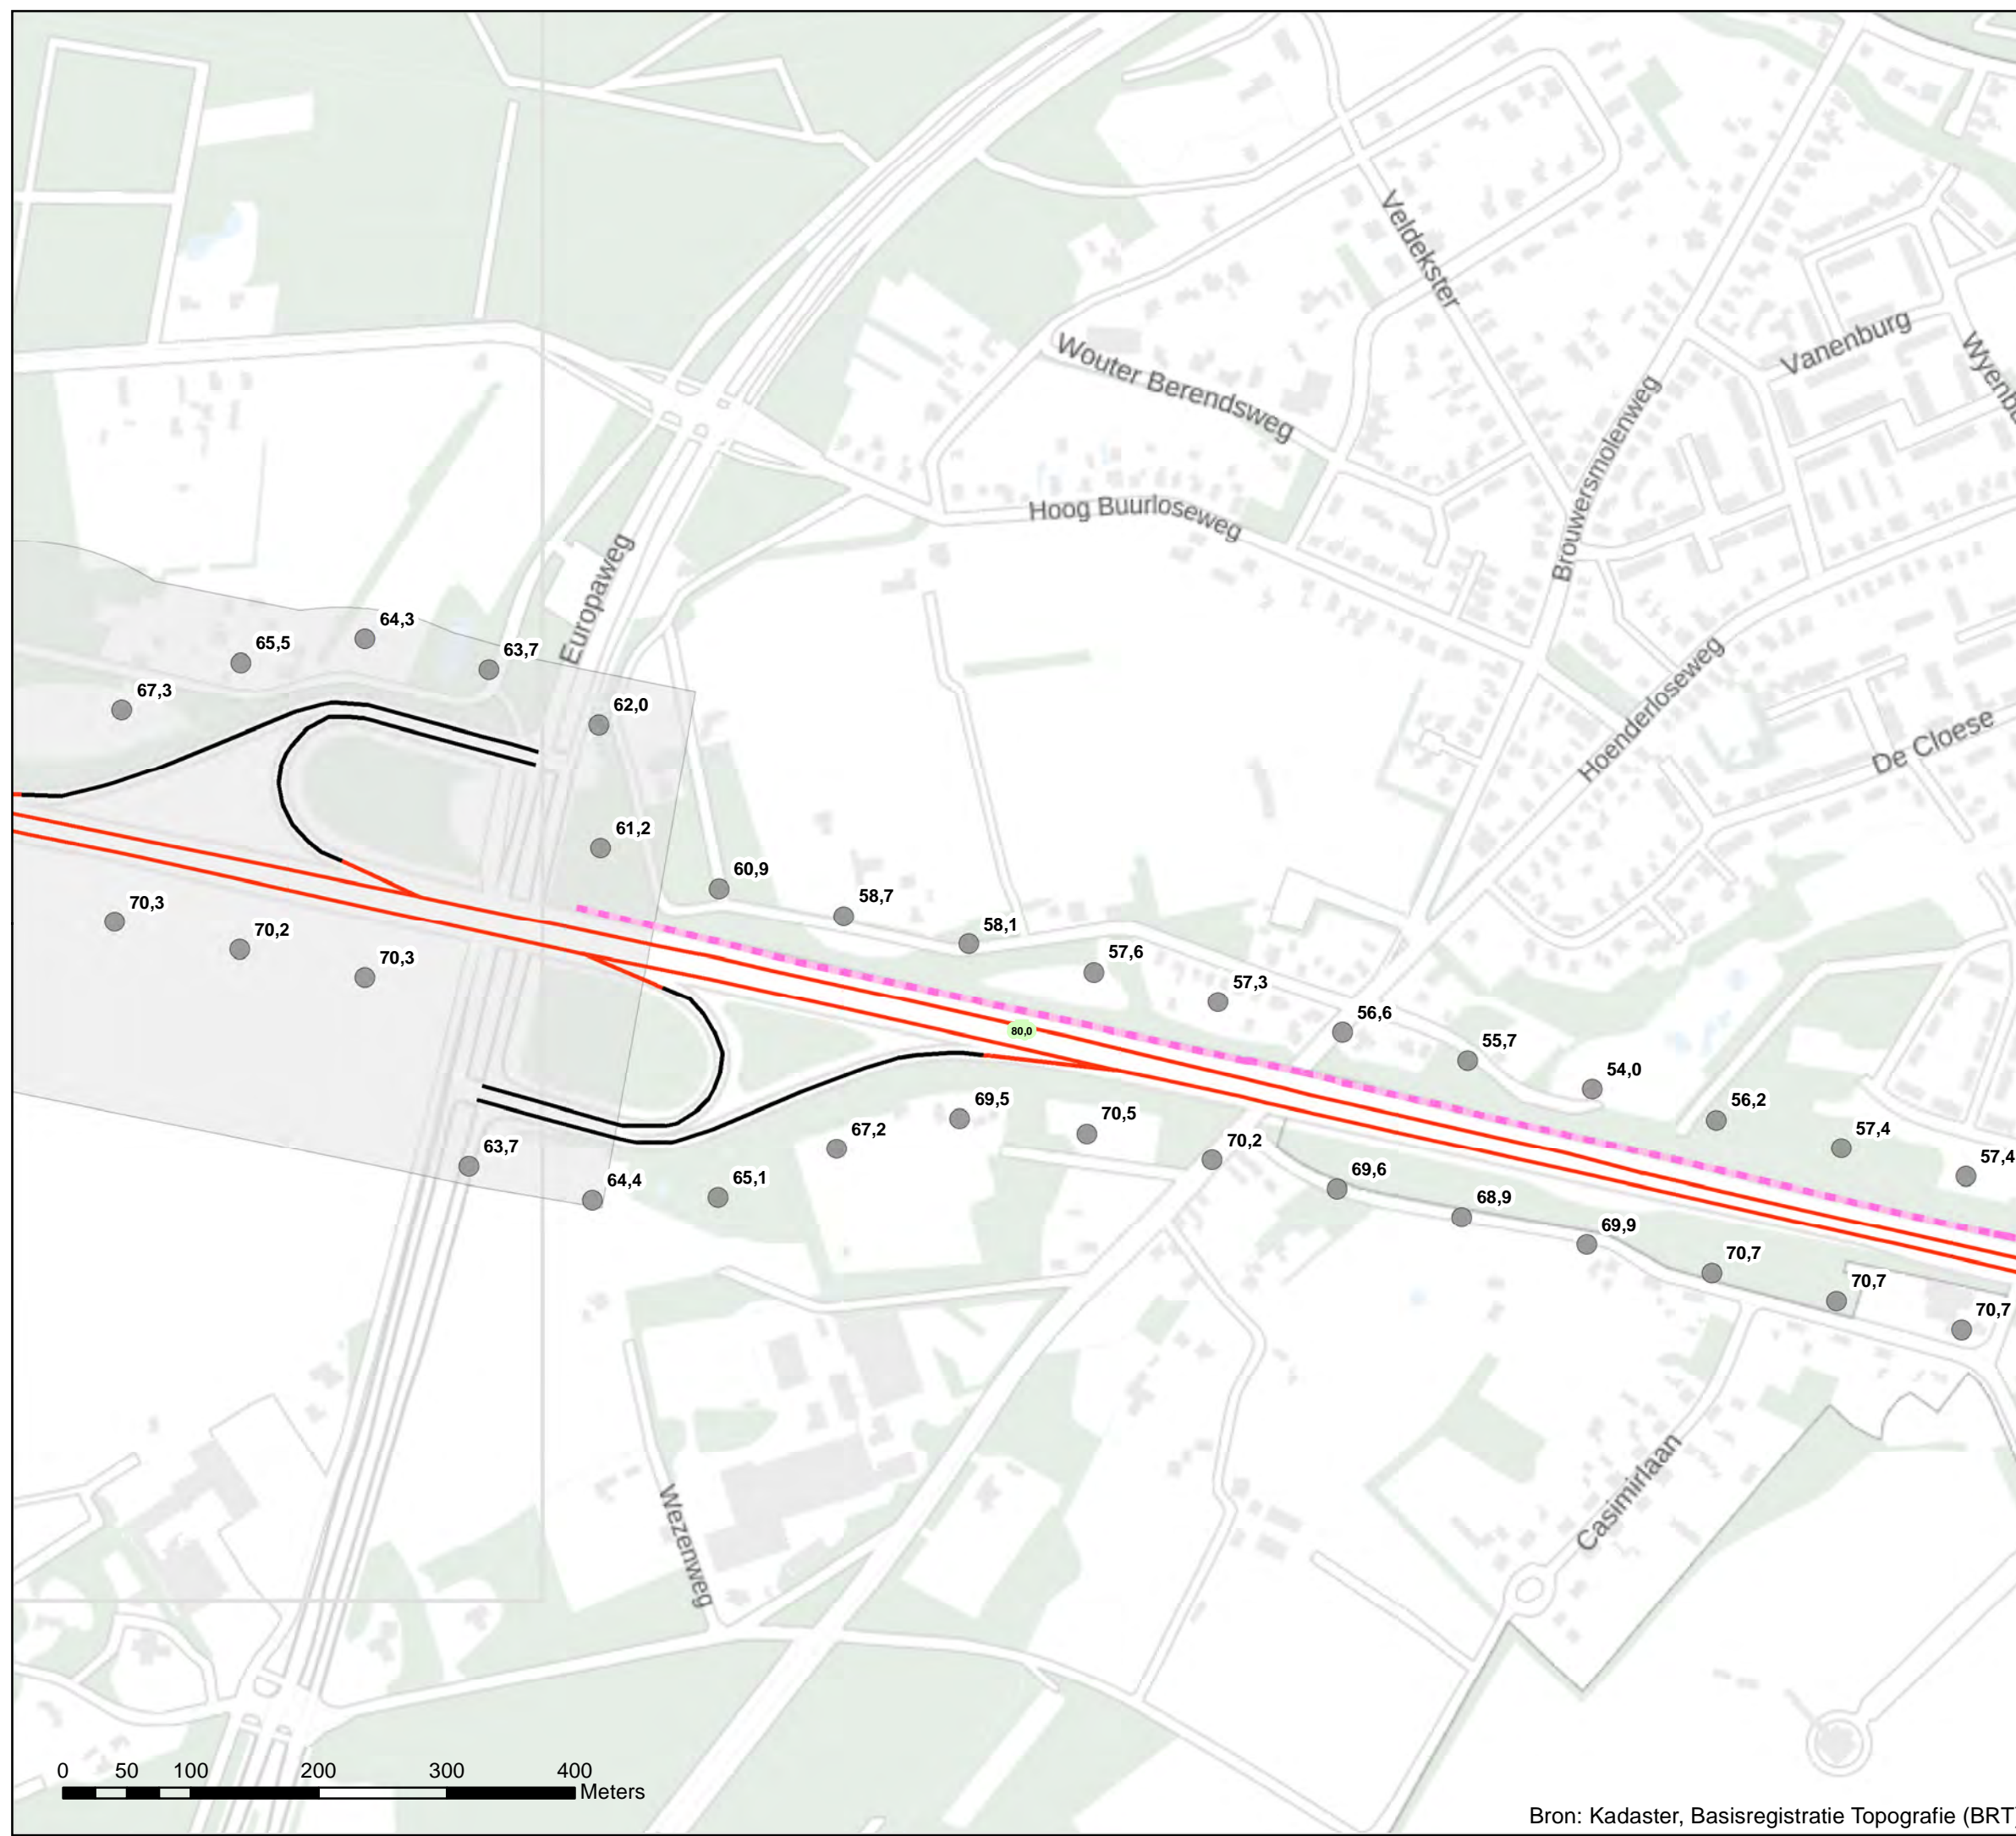 Veldekster
Vanenburg
Wouter Berendsweg
Brouwersmolenweg
Hoog Buurloseweg
Europaweg
64,3
65,5
63,7
67,3
62,0
Hoenderloseweg
De Cloese
61,2
60,9
58,7
70,3
70,2
58,1
70,3
57,6
57,3
56,6
80,0
55,7
54,0
69,5
70,5
56,2
67,2
57,4
63,7
70,2
57,4
64,4
65,1
69,6
68,9
69,9
70,7
70,7
70,7
Wezenweg
Casimirlaan
0 50 100 200 300 400
Meters
Bron: Kadaster, Basisregistratie Topografie (BRT